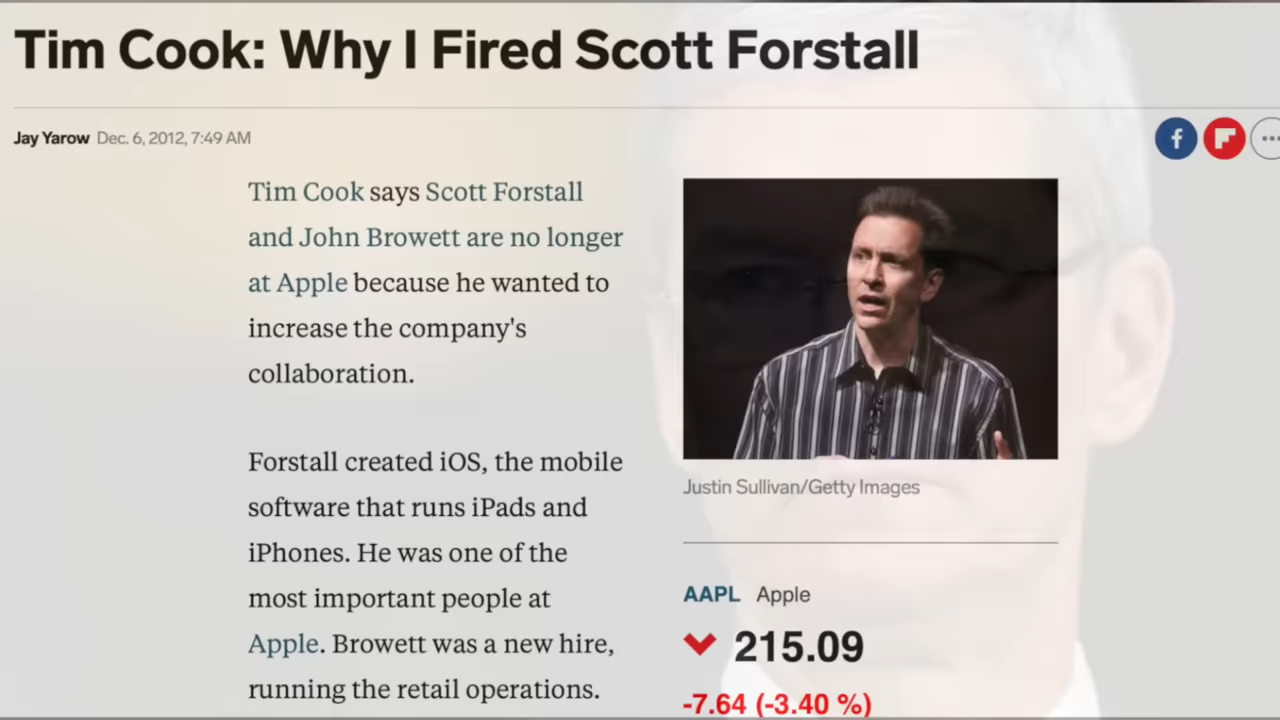 Tim Cook: Why I Fired Scott Forstall
Jay Yarow Dec. 6, 2012, 7:49 AM
Tim Cook says Scott Forstall
and John Browett are no longer
at Apple because he wanted to
increase the company's
collaboration.
Forstall created iOS, the mobile
software that runs iPads and
iPhones. He was one of the
most important people at
Apple. Browett was a new hire,
running the retail operations.
Justin Sullivan/Getty Images
AAPL Apple
215.09
-7.64 (-3.40 %)